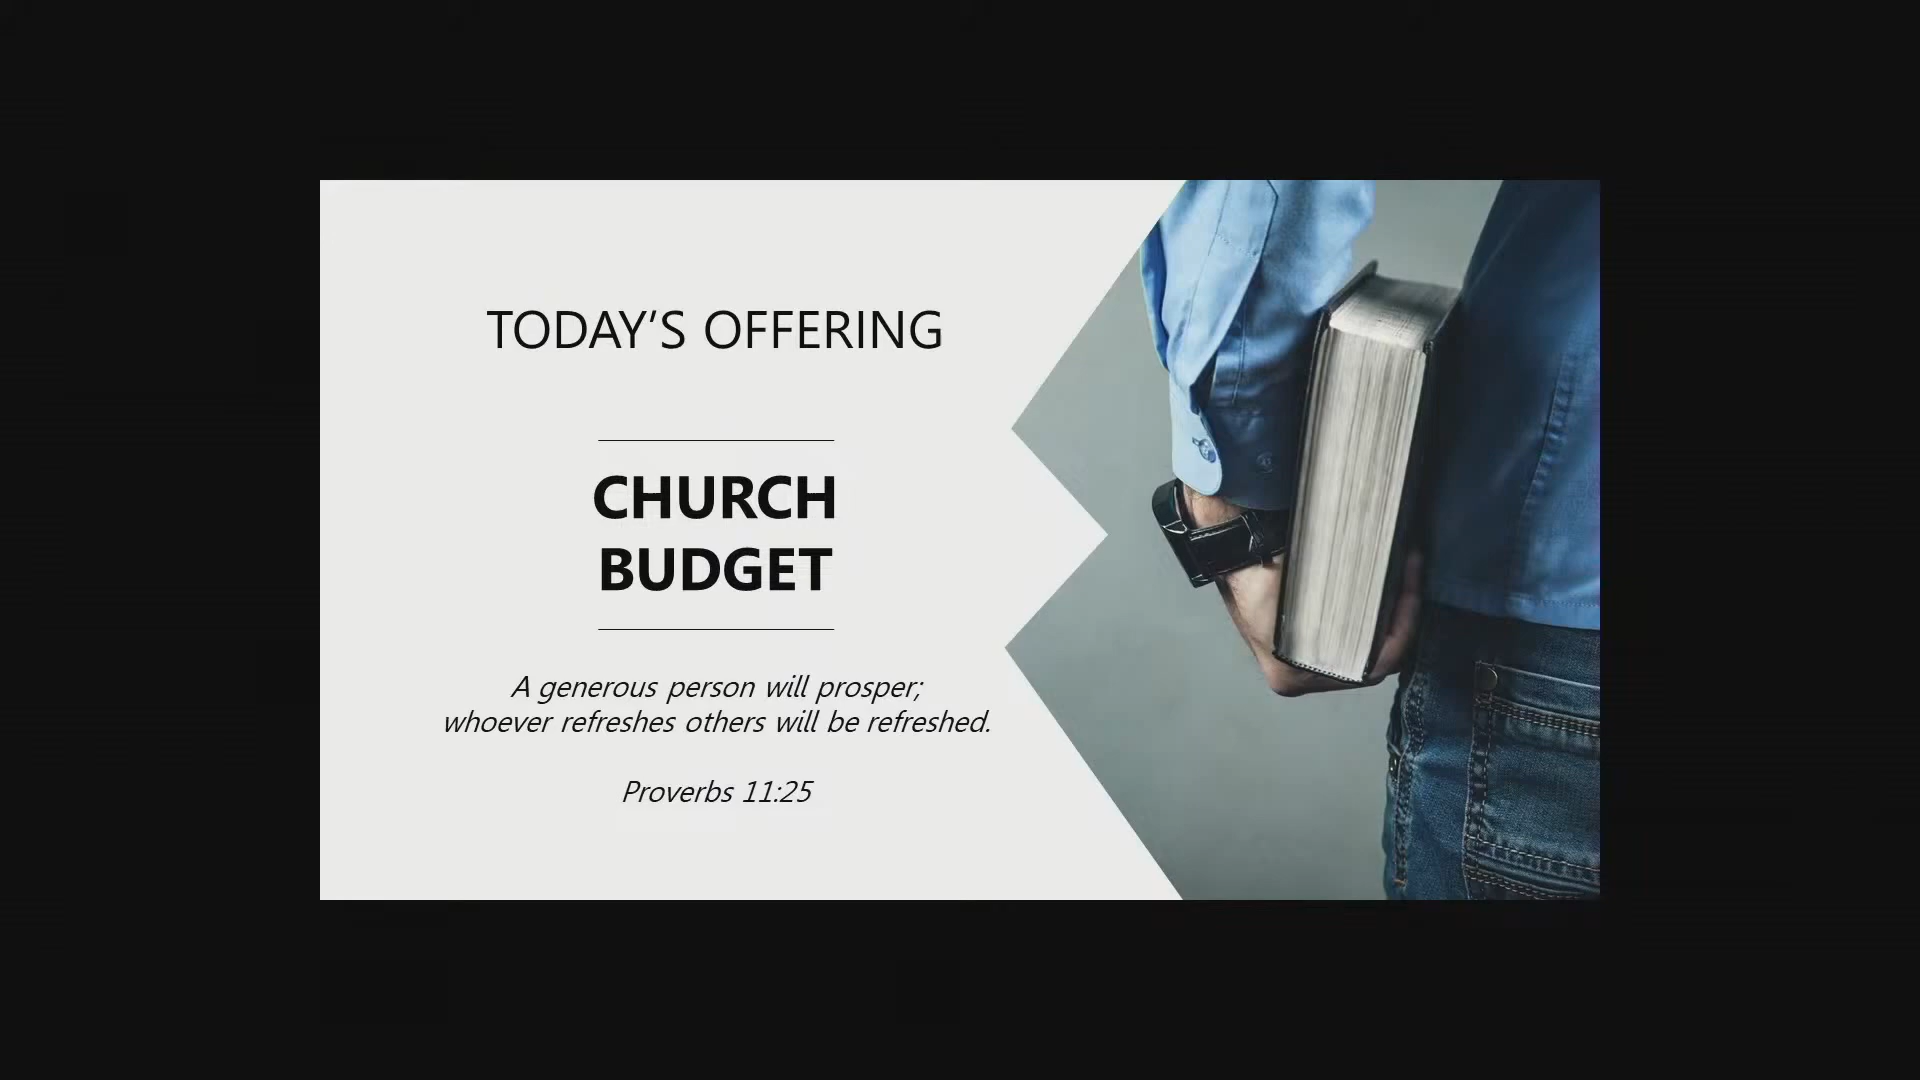 TODAY'S OFFERING
CHURCH
BUDGET
A generous person will prosper;
whoever refreshes others will be refreshed.
Proverbs 11:25